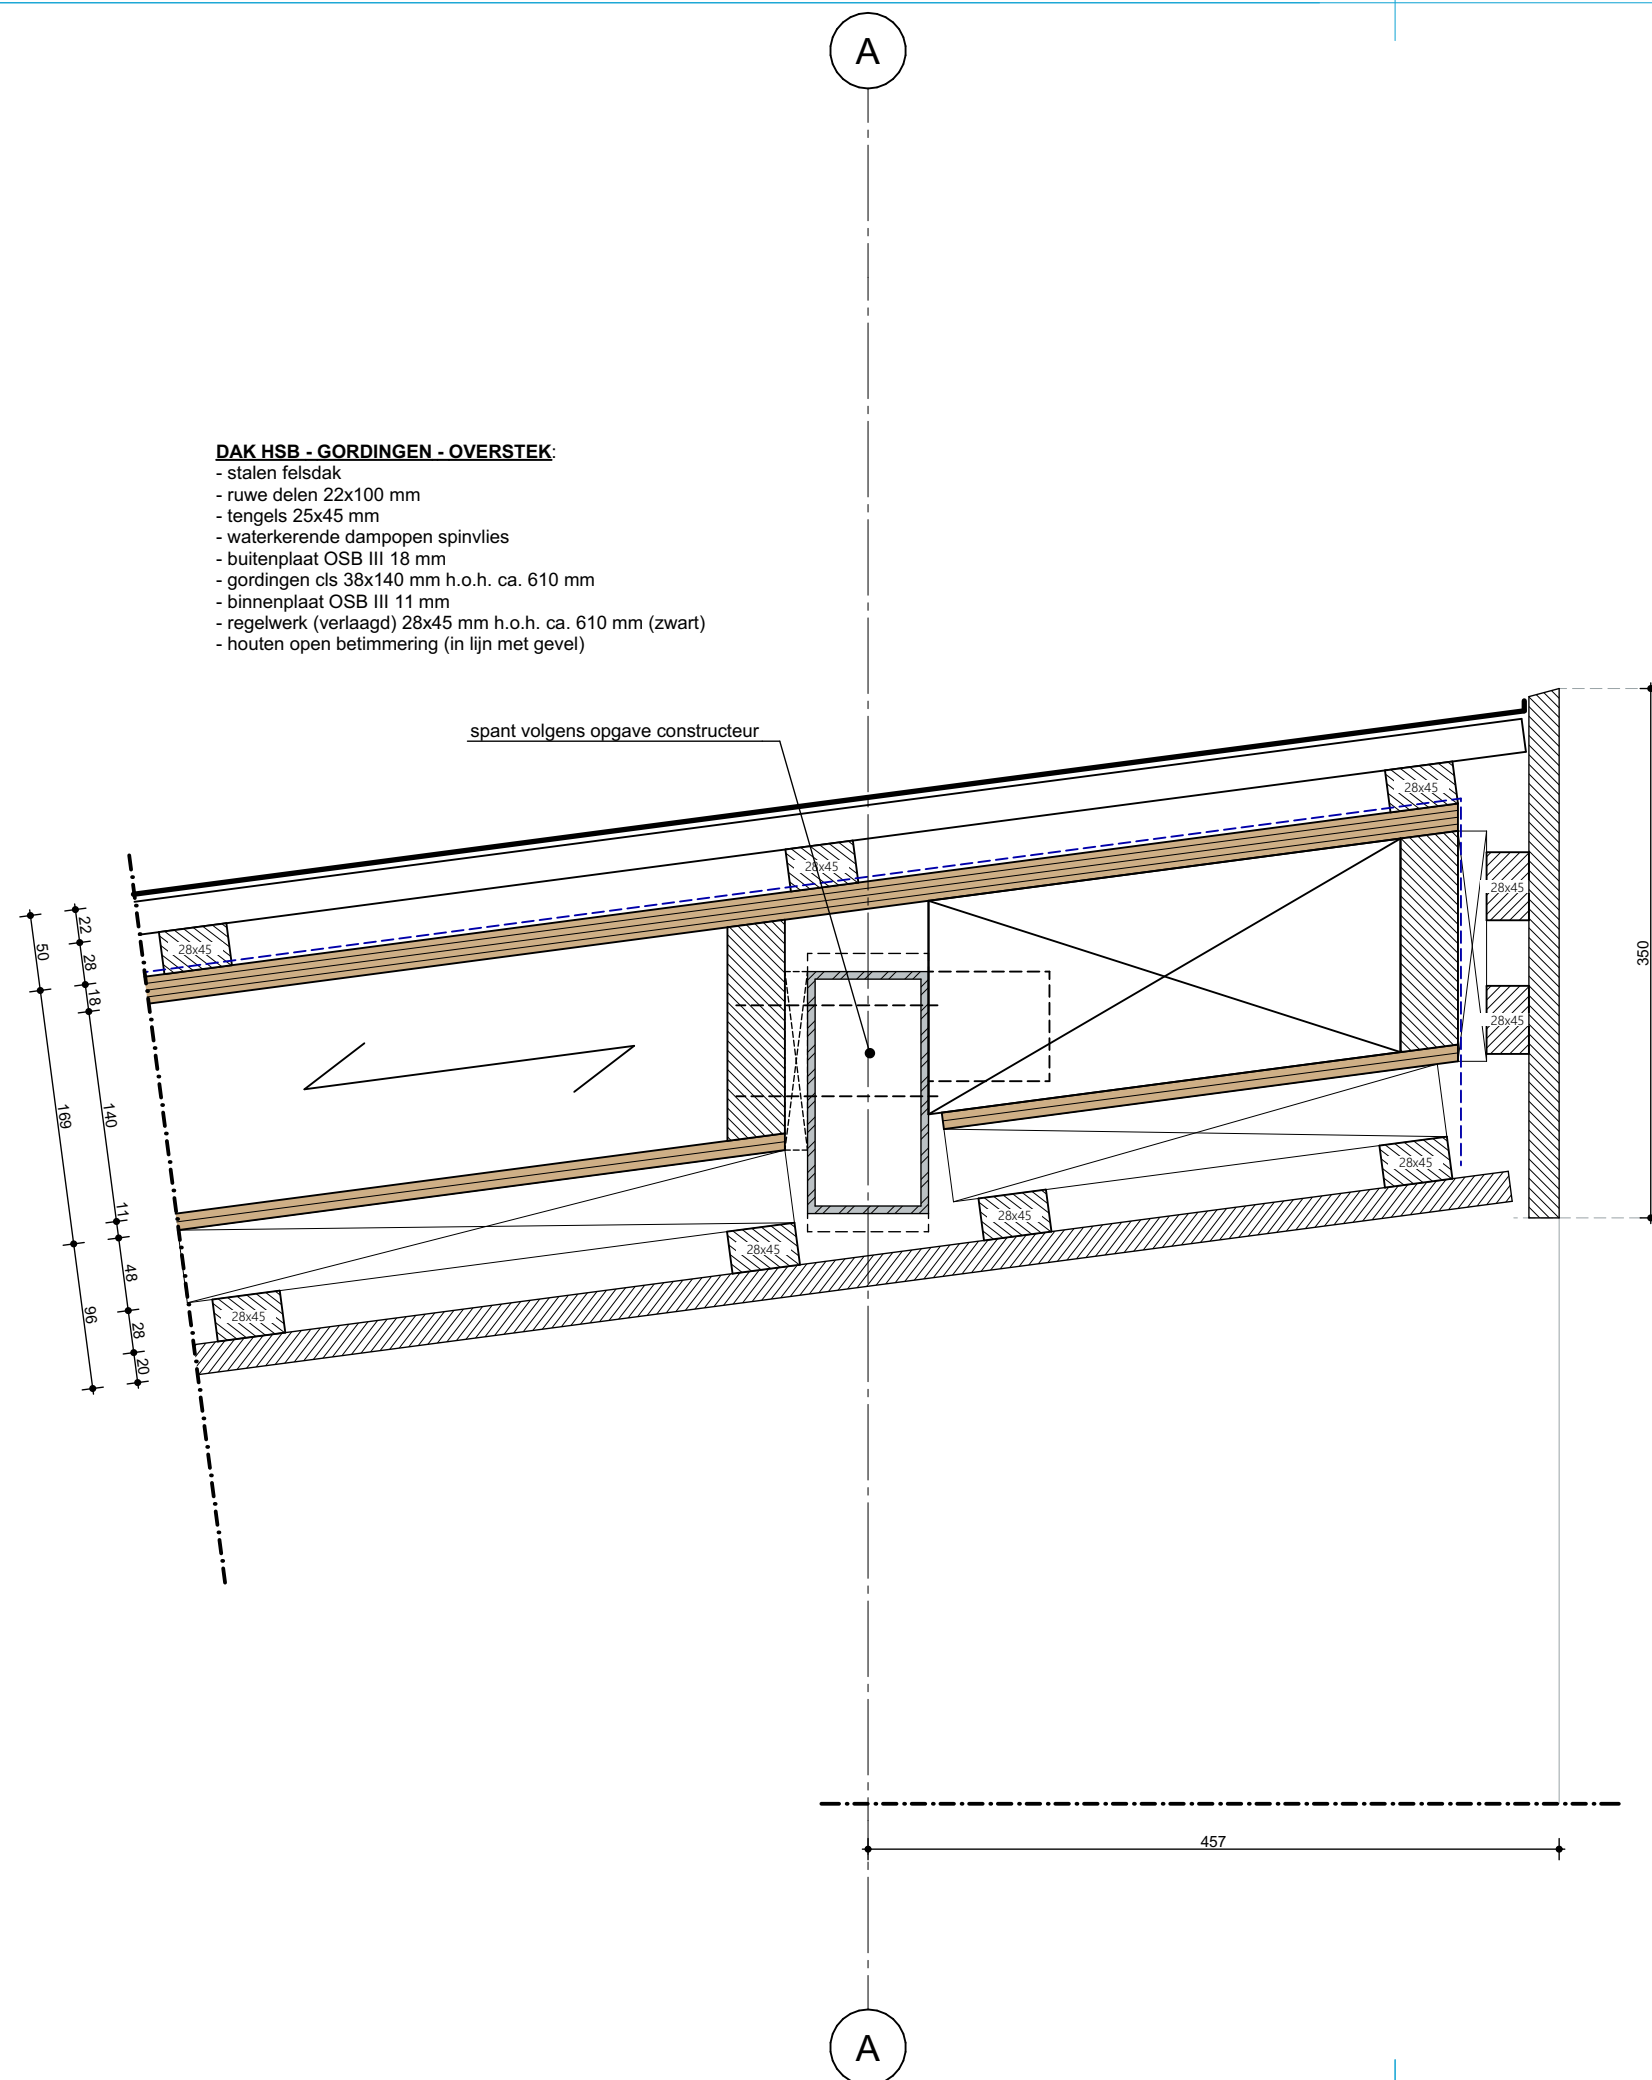 A
DAK HSB - GORDINGEN - OVERSTEK:
- stalen felsdak
- ruwe delen 22x100 mm
- tengels 25x45 mm
- waterkerende dampopen spinvlies
- buitenplaat OSB III 18 mm
- gordingen cls 38x140 mm h.o.h. ca. 610 mm
- binnenplaat OSB III 11 mm
- regelwerk (verlaagd) 28x45 mm h.o.h. ca. 610 mm (zwart)
- houten open betimmering (in lijn met gevel)
spant volgens opgave constructeur
28x45
28x45
28x45
28x45
28x45
28x45
28x45
28x45
28x45
50
169
96
22
28
18
140
11
48
28
20
350
457
A